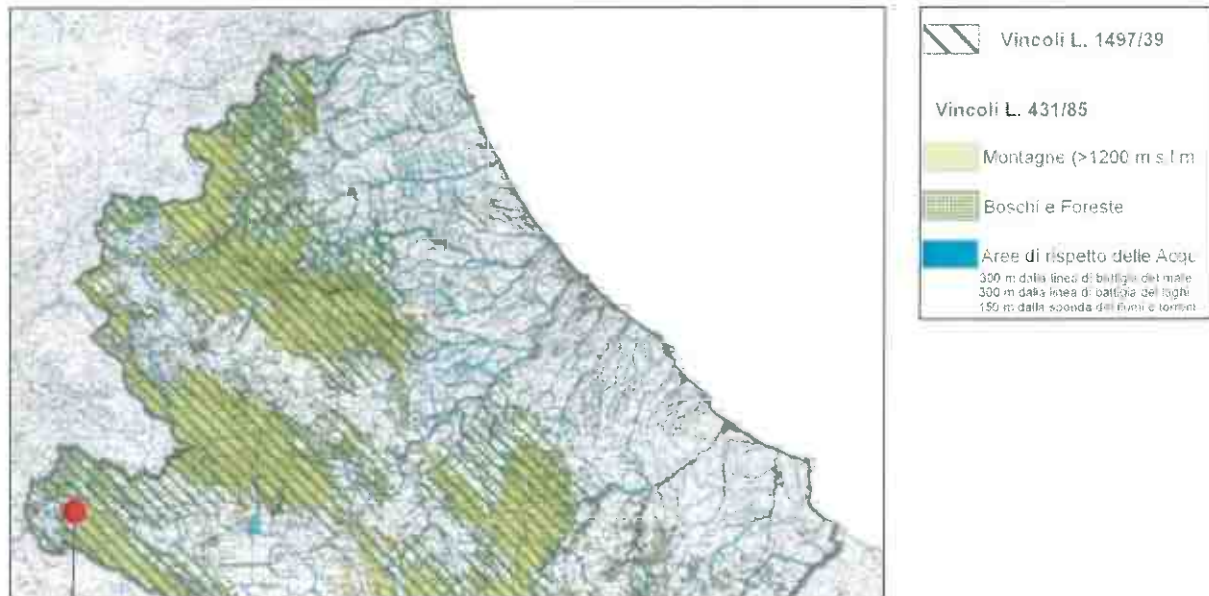 Vincoli L. 1497/39
Vincoli L. 431/85
Montagne (>1200 m s.l.m
Boschi e Foreste
Aree di rispetto delle Acqu
300 m dalla linea di battigia del mare
300 m dalla linea di battigia dei laghi
150 m dalla sponda dei fiumi e torrent